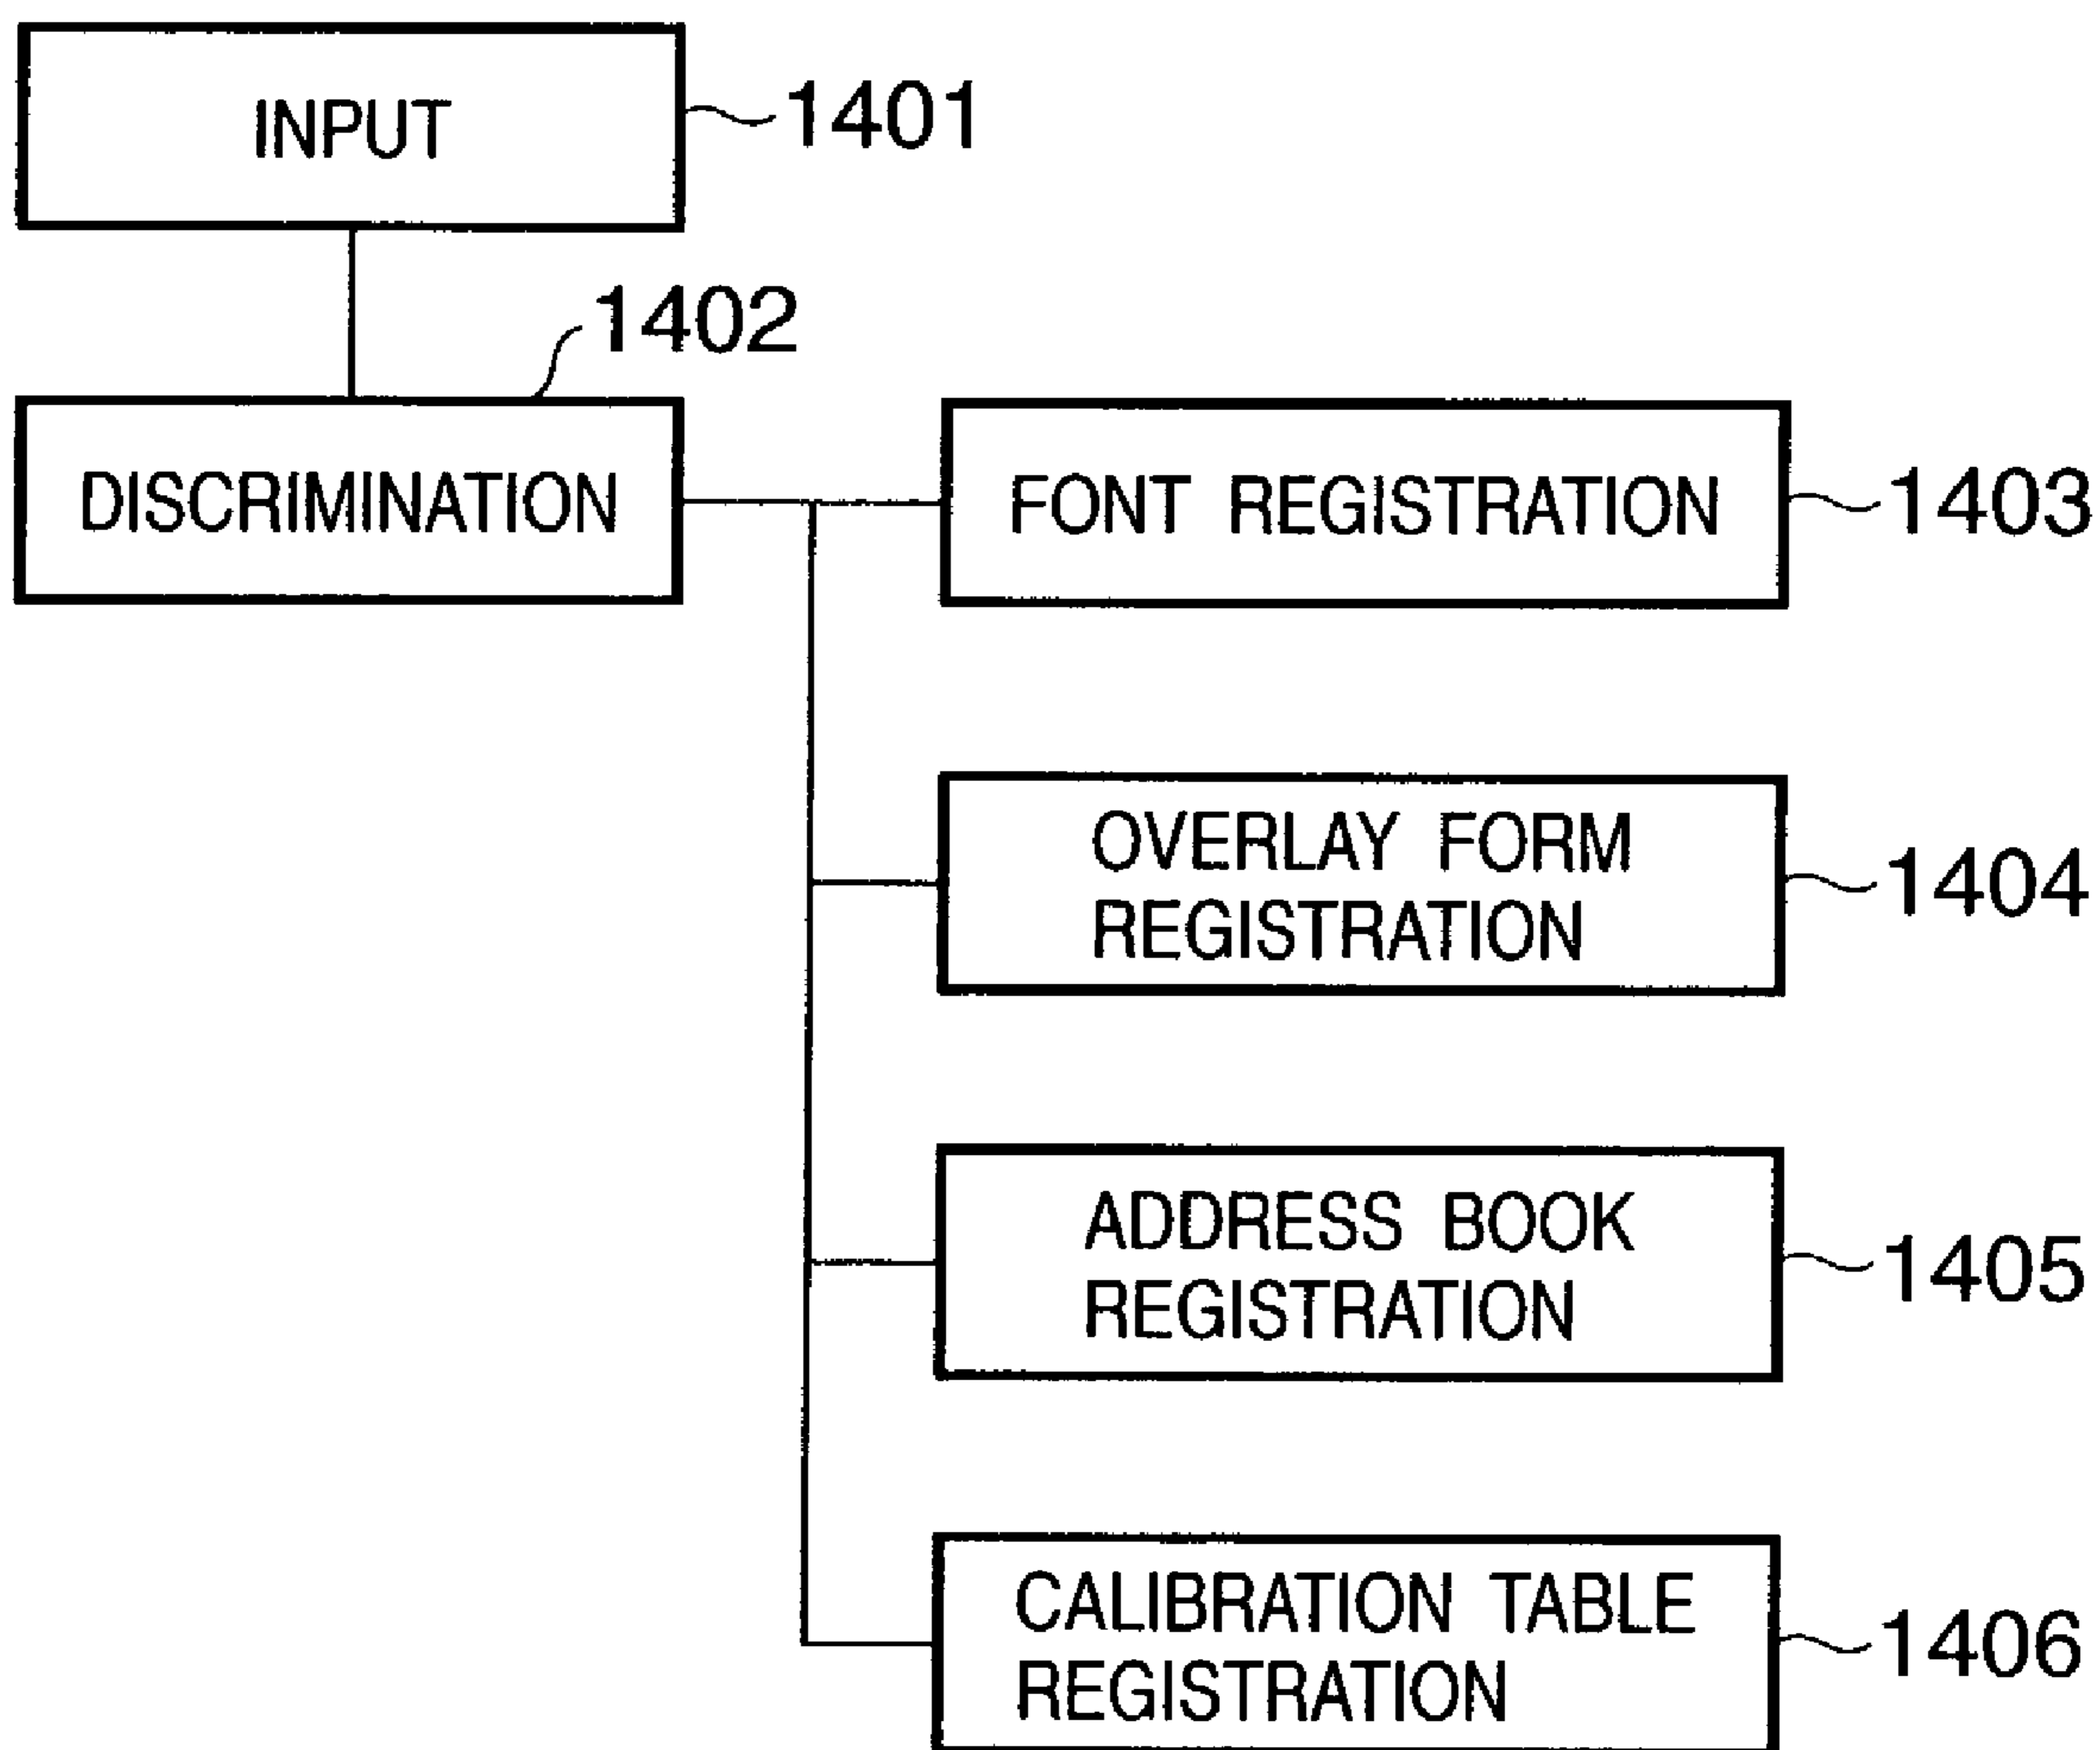 INPUT
1401
1402
DISCRIMINATION
FONT REGISTRATION
1403
OVERLAY FORM
REGISTRATION
1404
ADDRESS BOOK
REGISTRATION
1405
CALIBRATION TABLE
REGISTRATION
1406